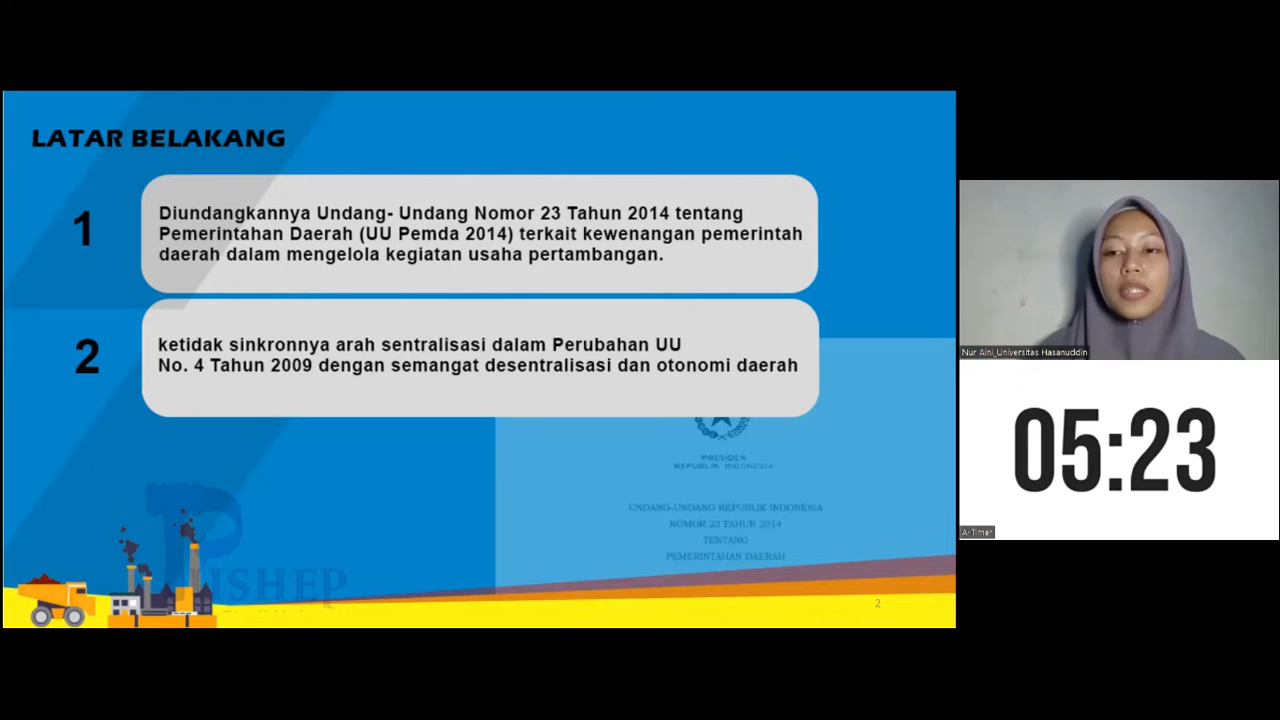 LATAR BELAKANG
1
Diundangkannya Undang- Undang Nomor 23 Tahun 2014 tentang
Pemerintahan Daerah (UU Pemda 2014) terkait kewenangan pemerintah
daerah dalam mengelola kegiatan usaha pertambangan.
2
ketidak sinkronnya arah sentralisasi dalam Perubahan UU
No. 4 Tahun 2009 dengan semangat desentralisasi dan otonomi daerah
PRESIDEN
REPUBLIK INDONESIA
UNDANG-UNDANG REPUBLIK INDONESIA
NOMOR 23 TAHUN 2014
TENTANG
PEMERINTAHAN DAERAH
2
Nur Aini_Universitas Hasanuddin
05:23
A-Timer